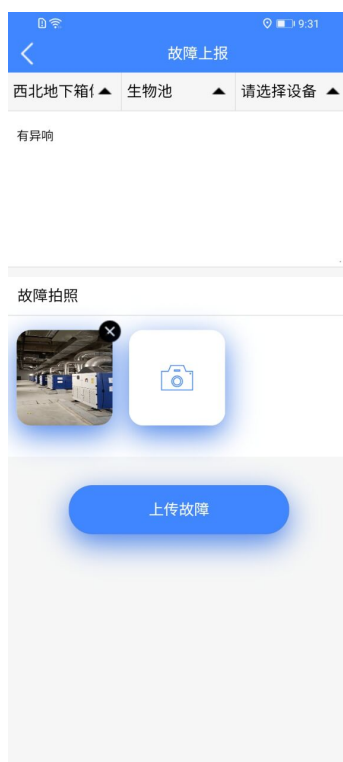 9:31
故障上报
西北地下箱 生物池 请选择设备
有异响
故障拍照
上传故障